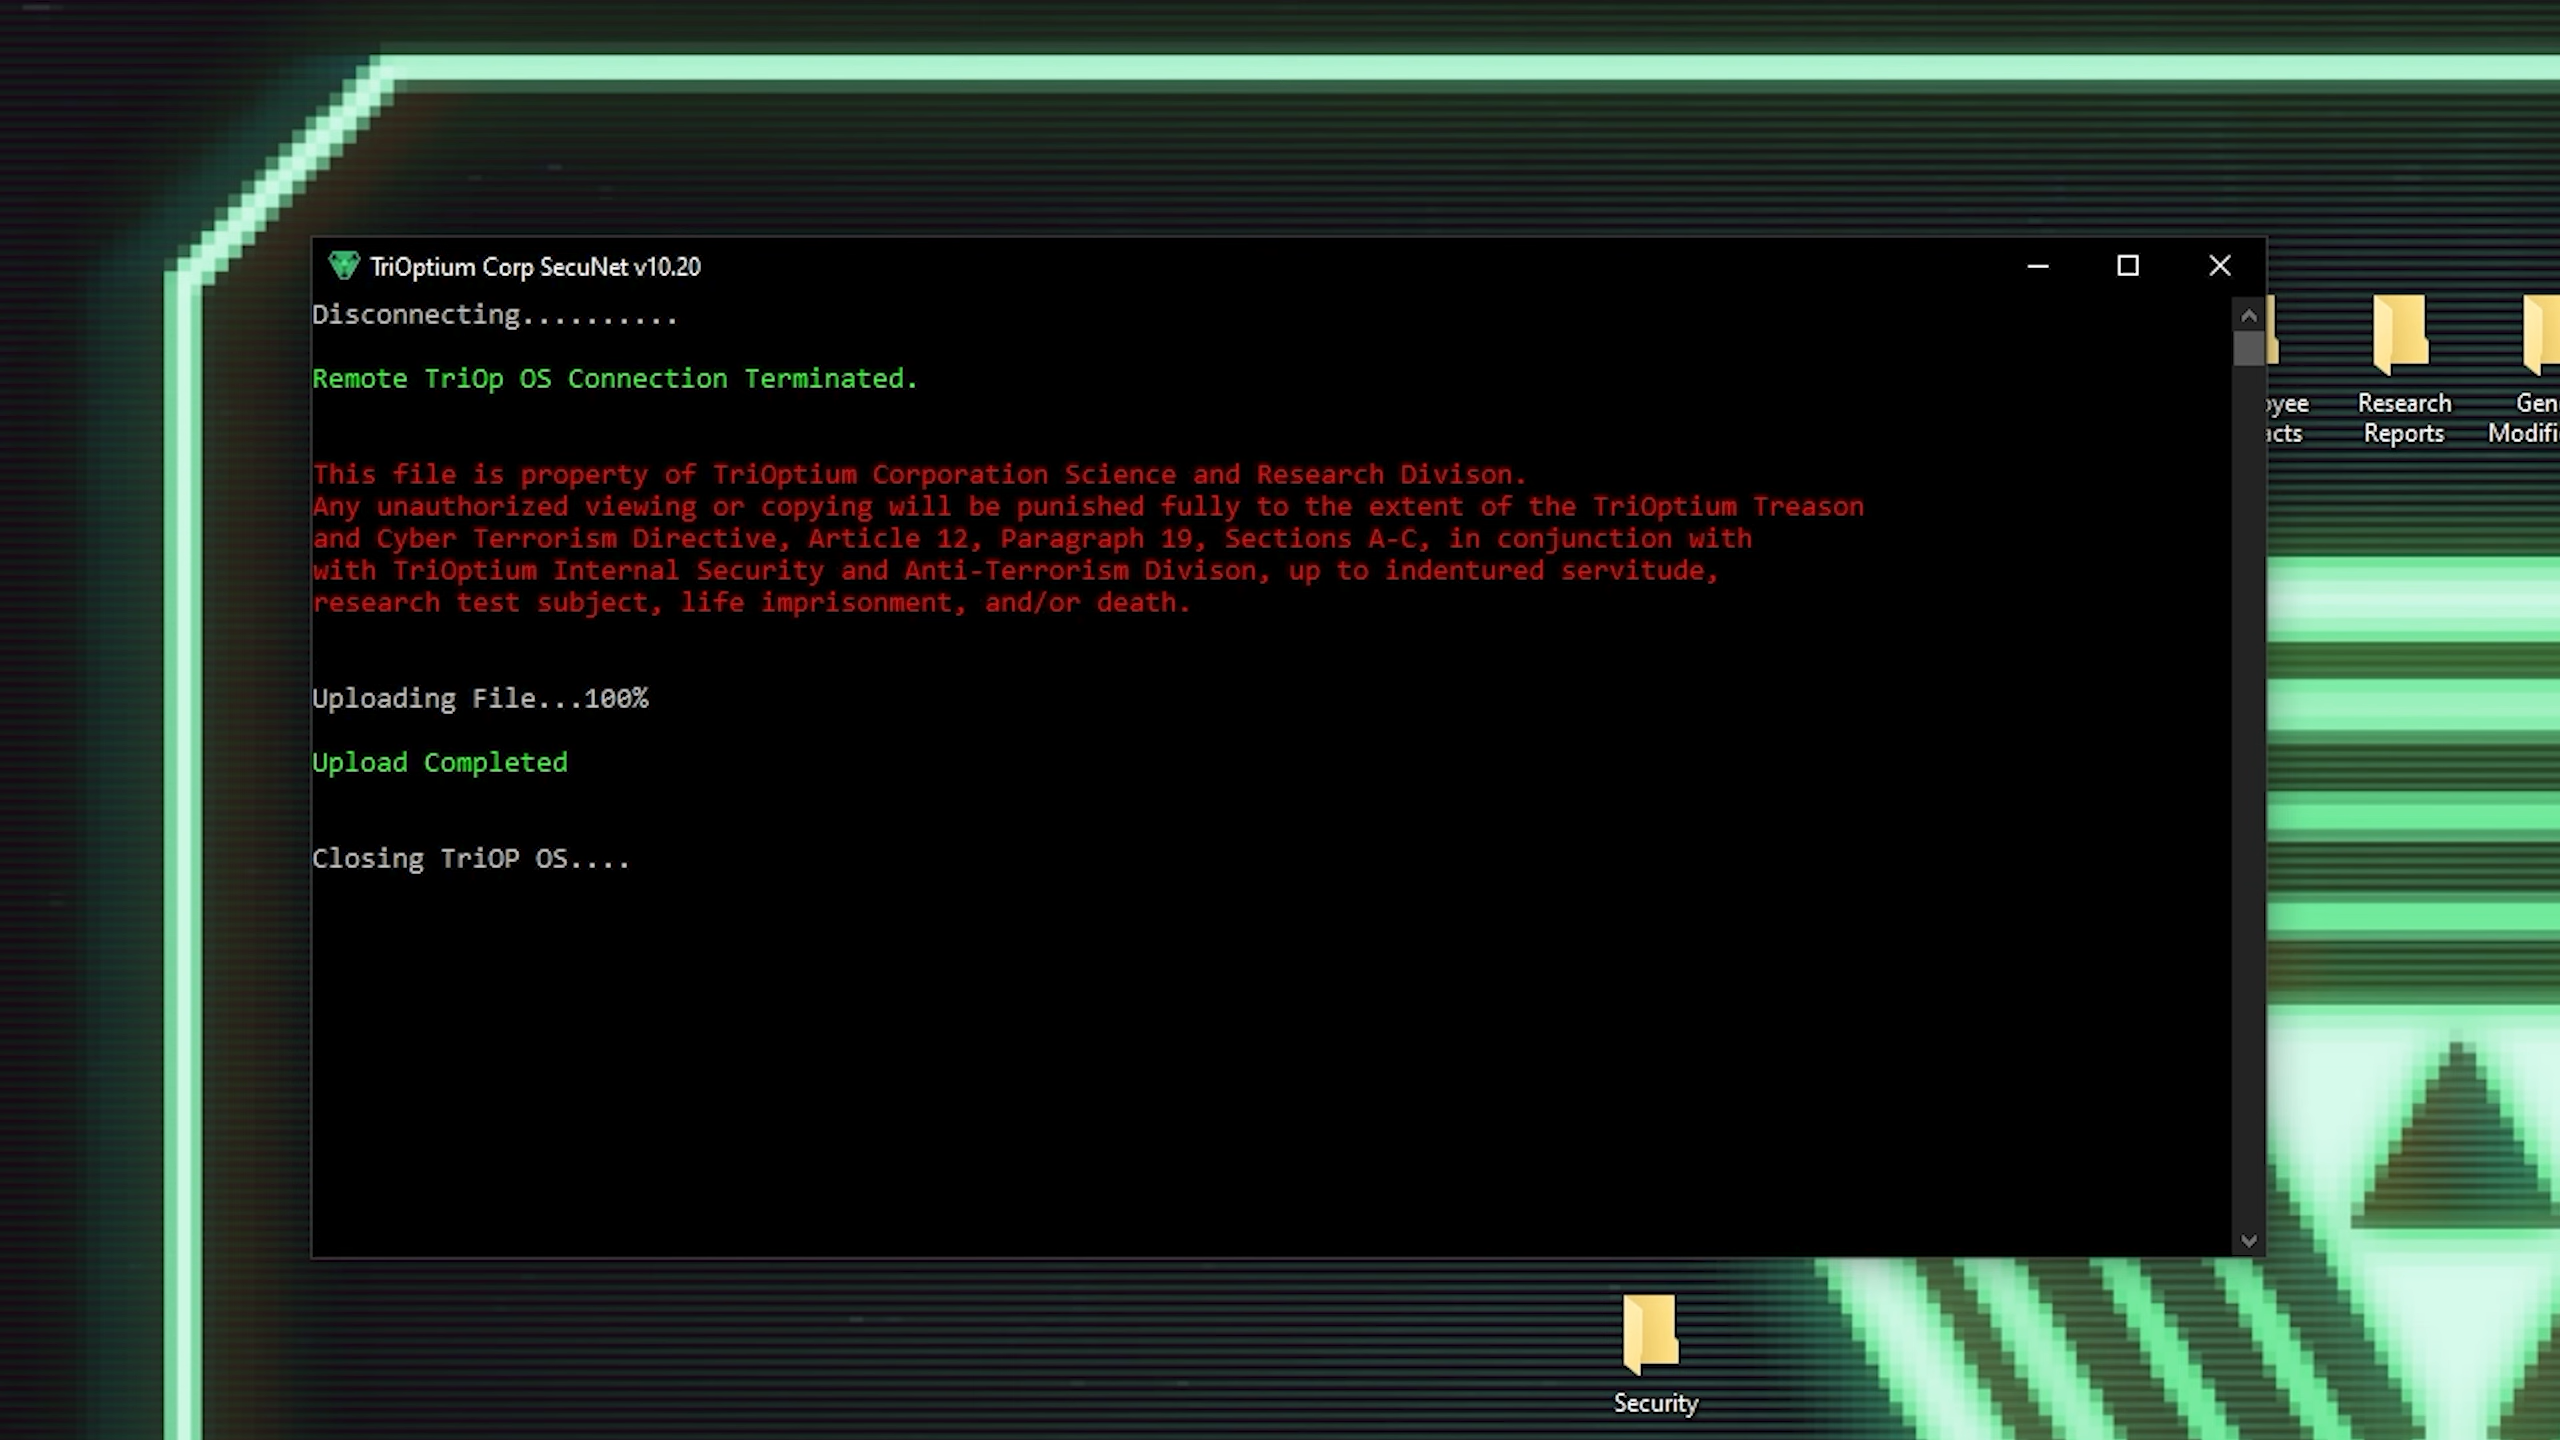 TriOptium Corp SecuNet v10.20
Disconnecting..........
Remote TriOp OS Connection Terminated.
This file is property of TriOptium Corporation Science and Research Divison.
Any unauthorized viewing or copying will be punished fully to the extent of the TriOptium Treason
and Cyber Terrorism Directive, Article 12, Paragraph 19, Sections A-C, in conjunction with
with TriOptium Internal Security and Anti-Terrorism Divison, up to indentured servitude,
research test subject, life imprisonment, and/or death.
Uploading File...100%
Upload Completed
Closing TriOP OS....
Research
Reports
Security